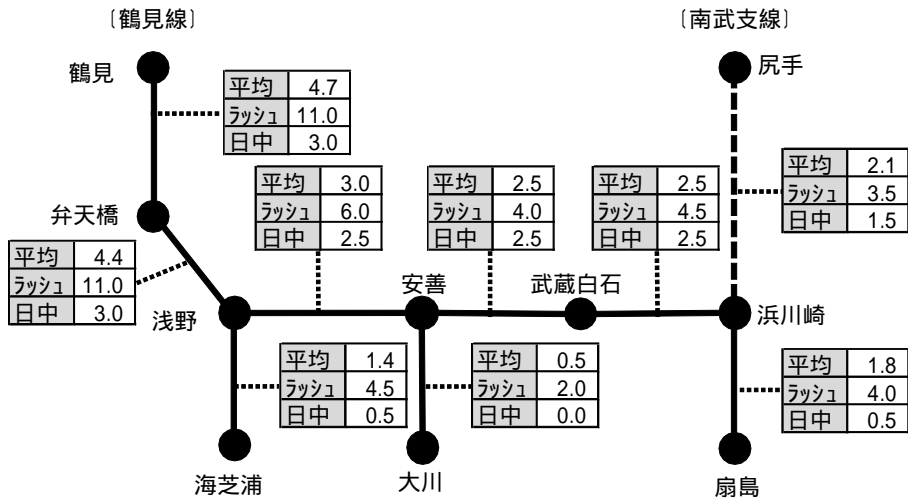 〔鶴見線〕
〔南武支線〕
鶴見
尻手
平均 4.7
ラッシュ 11.0
日中 3.0
平均 2.1
ラッシュ 3.5
日中 1.5
平均 3.0
ラッシュ 6.0
日中 2.5
平均 2.5
ラッシュ 4.0
日中 2.5
平均 2.5
ラッシュ 4.5
日中 2.5
弁天橋
平均 4.4
ラッシュ 11.0
日中 3.0
浅野
安善
武蔵白石
浜川崎
平均 1.4
ラッシュ 4.5
日中 0.5
平均 0.5
ラッシュ 2.0
日中 0.0
平均 1.8
ラッシュ 4.0
日中 0.5
海芝浦
大川
扇島